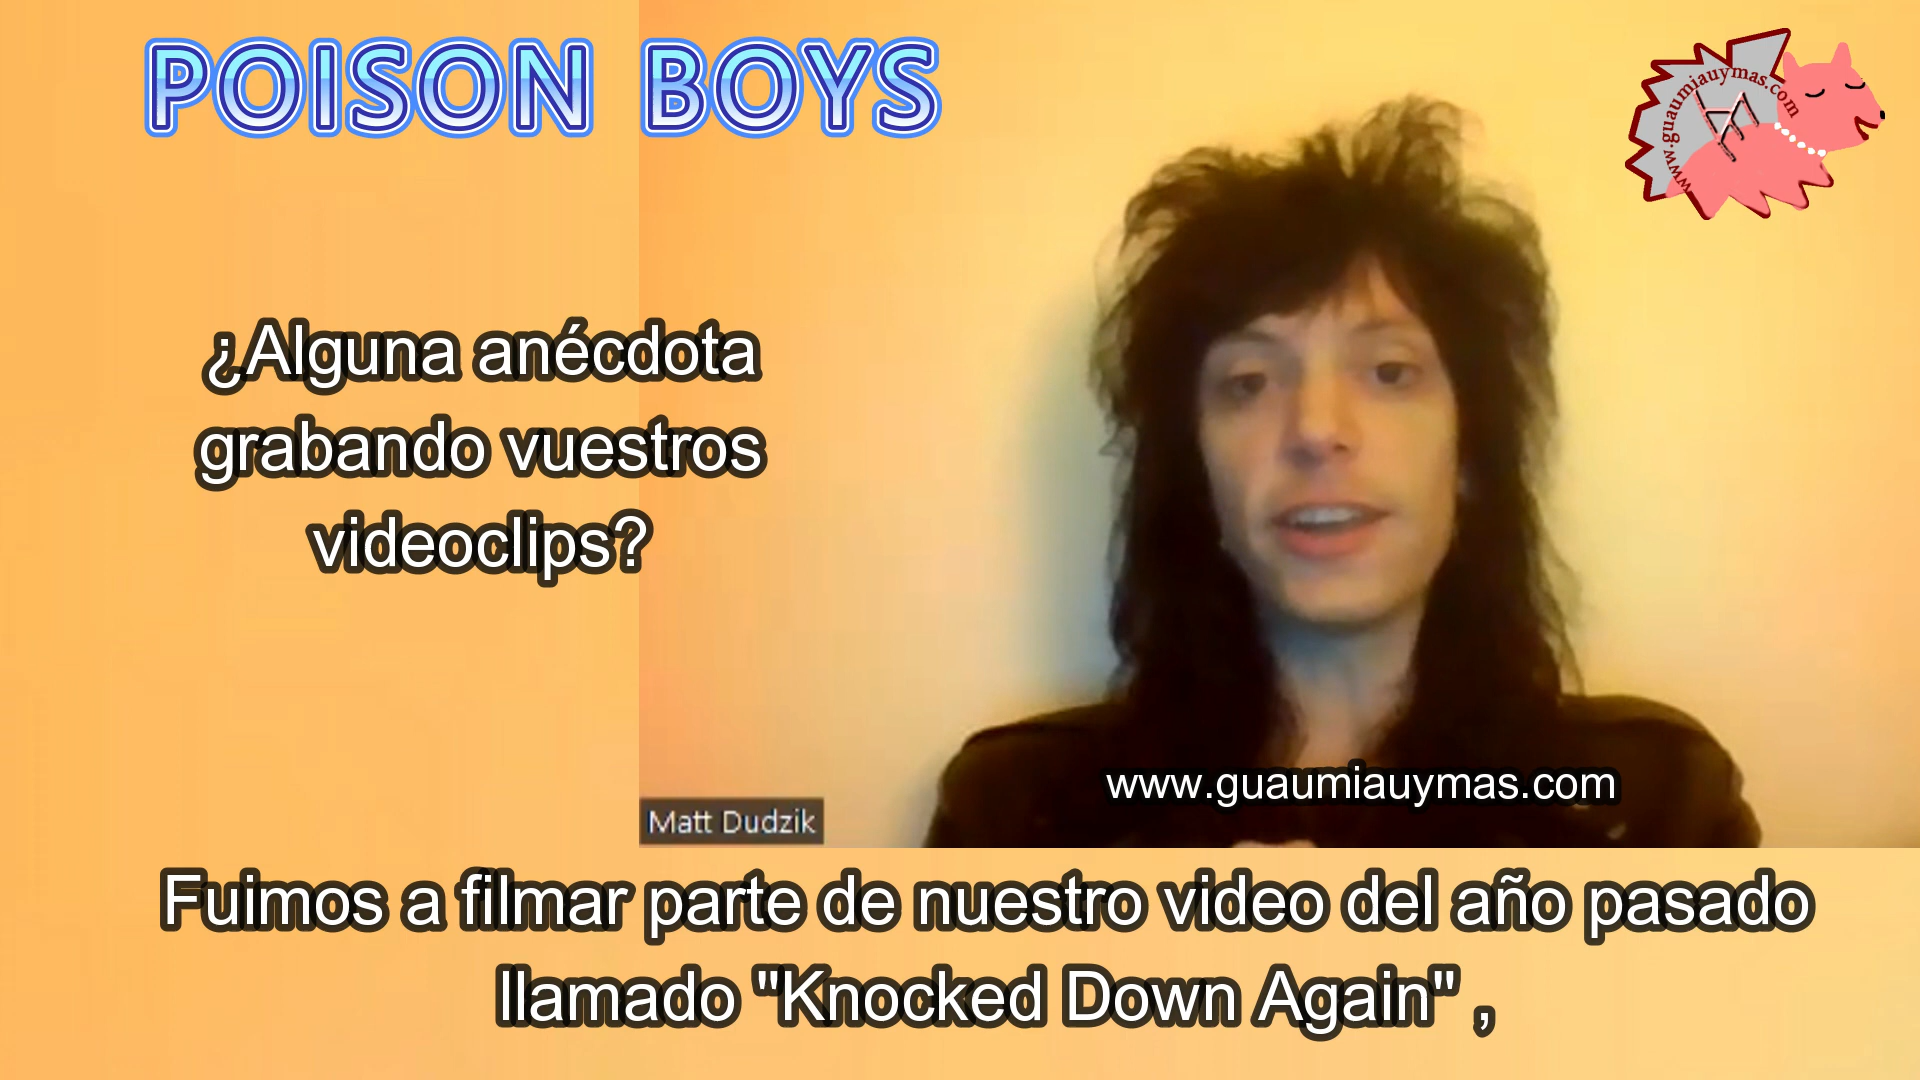 POISON BOYS
www.guaumiauymas.com
¿Alguna anécdota
grabando vuestros
videoclips?
www.guaumiauymas.com
Matt Dudzik
Fuimos a filmar parte de nuestro video del año pasado
llamado "Knocked Down Again" ,